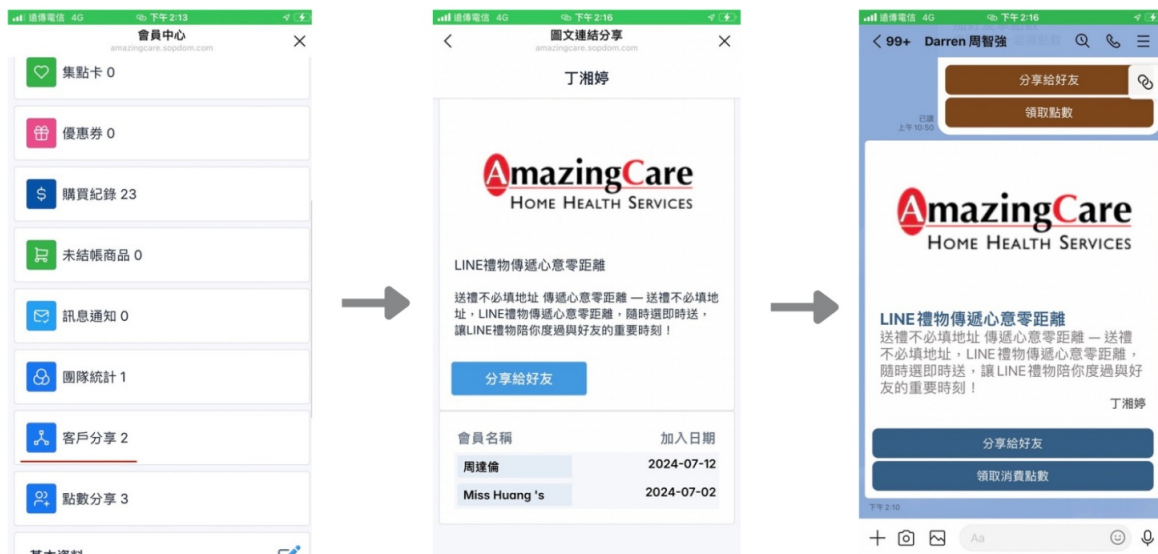 遠傳電信 4G
下午2:13
會員中心
amazingcare.sopdom.com
集點卡 0
優惠券 0
購買紀錄 23
未結帳商品 0
訊息通知 0
團隊統計 1
客戶分享 2
點數分享 3
遠傳電信 4G
下午2:16
圖文連結分享
amazingcare.sopdom.com
丁湘婷
AmazingCare
HOME HEALTH SERVICES
LINE禮物傳遞心意零距離
送禮不必填地址 傳遞心意零距離 — 送禮不必填地
址,LINE禮物傳遞心意零距離,隨時選即時送,
讓LINE禮物陪你度過與好友的重要時刻!
分享給好友
會員名稱 加入日期
周達倫 2024-07-12
Miss Huang 's 2024-07-02
遠傳電信 4G
下午2:16
99+ Darren 周智強
分享給好友
領取點數
已讀
上午10:50
AmazingCare
HOME HEALTH SERVICES
LINE禮物傳遞心意零距離
送禮不必填地址 傳遞心意零距離 — 送禮
不必填地址,LINE禮物傳遞心意零距離,
隨時選即時送,讓LINE禮物陪你度過與好
友的重要時刻!
丁湘婷
分享給好友
領取消費點數
下午2:10
Aa